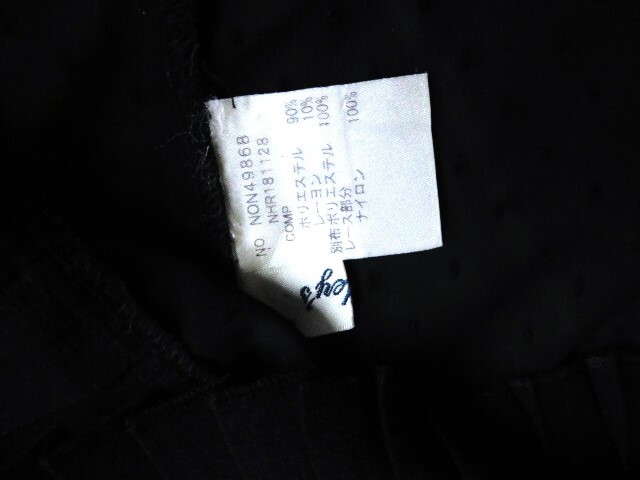 NO. NON49868
NHR181128
COMP
ポリエステル 90%
レーヨン 10%
別布ポリエステル 100%
レース部分
ナイロン 100%
ley's